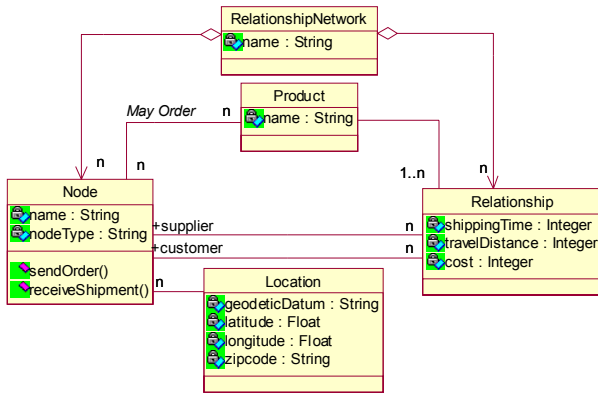 RelationshipNetwork
name : String
Product
name : String
May Order
n
n
n
n
1..n
Node
name : String
nodeType : String
sendOrder()
receiveShipment()
+supplier
n
+customer
n
n
Relationship
shippingTime : Integer
travelDistance : Integer
cost : Integer
Location
geodeticDatum : String
latitude : Float
longitude : Float
zipcode : String